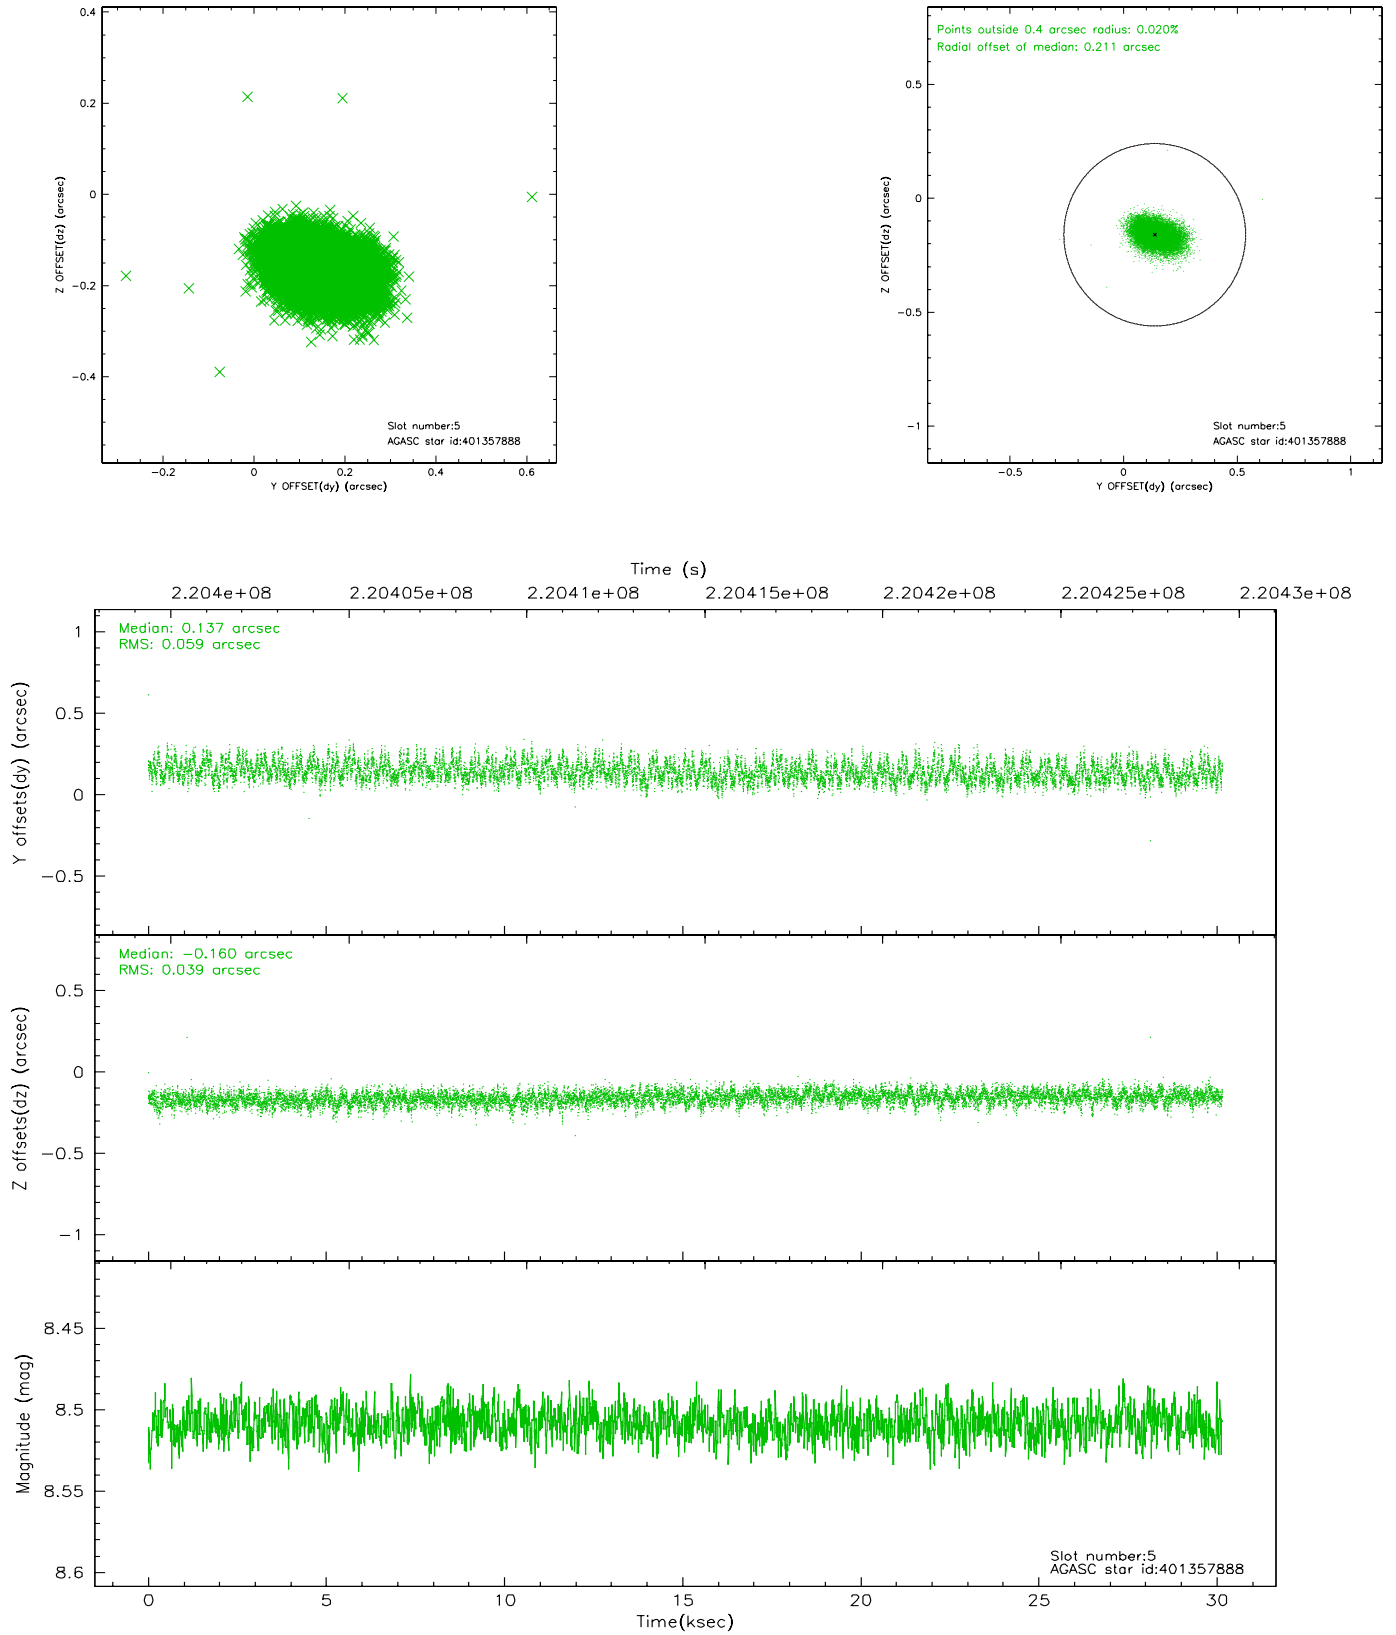 0.4
0.2
0
−0.2
−0.4
Z OFFSET(dz) (arcsec)
Slot number:5
AGASC star id:401357888
−0.2 0 0.2 0.4 0.6
Y OFFSET(dy) (arcsec)
Points outside 0.4 arcsec radius: 0.020%
Radial offset of median: 0.211 arcsec
0.5
0
−0.5
−1
Z OFFSET(dz) (arcsec)
Slot number:5
AGASC star id:401357888
−0.5 0 0.5 1
Y OFFSET(dy) (arcsec)
Time (s)
2.204e+08 2.20405e+08 2.2041e+08 2.20415e+08 2.2042e+08 2.20425e+08 2.2043e+08
Median: 0.137 arcsec
RMS: 0.059 arcsec
1
0.5
0
−0.5
Y offsets(dy) (arcsec)
Median: −0.160 arcsec
RMS: 0.039 arcsec
0.5
0
−0.5
−1
Z offsets(dz) (arcsec)
8.45
8.5
8.55
8.6
Magnitude (mag)
Slot number:5
AGASC star id:401357888
0 5 10 15 20 25 30
Time(ksec)